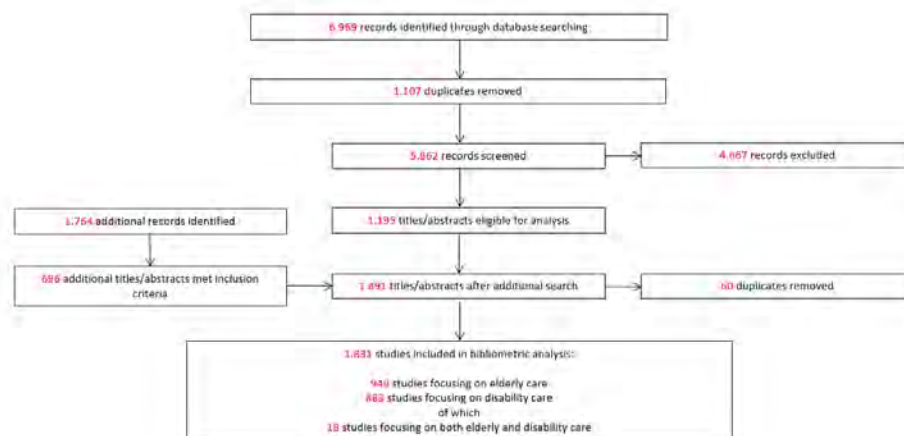 6.969 records identified through database searching
1.107 duplicates removed
5.862 records screened
4.667 records excluded
1.764 additional records identified
1.195 titles/abstracts eligible for analysis
696 additional titles/abstracts met inclusion
criteria
1.891 titles/abstracts after additional search
60 duplicates removed
1.831 studies included in bibliometric analysis:
studies focusing on elderly care
studies focusing on disability care
of which
18 studies focusing on both elderly and disability care